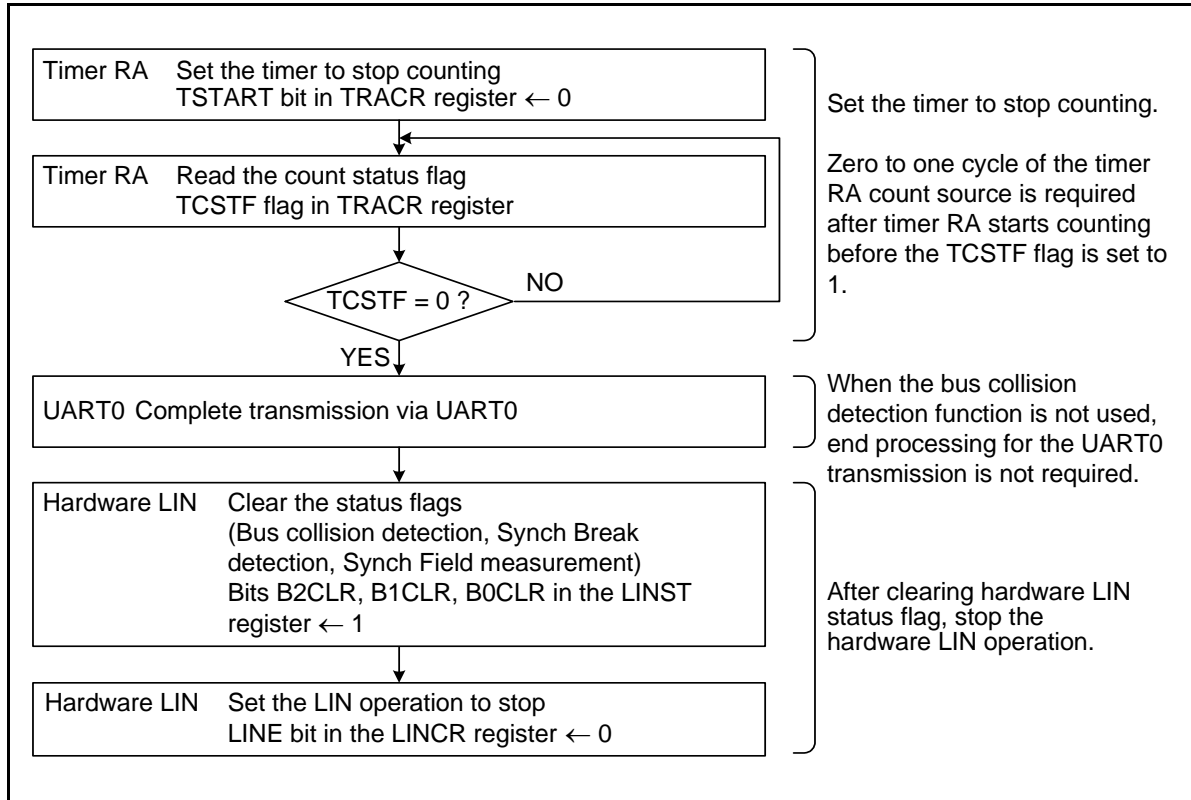 Timer RA Set the timer to stop counting
TSTART bit in TRACR register ← 0
Set the timer to stop counting.
Timer RA Read the count status flag
TCSTF flag in TRACR register
Zero to one cycle of the timer
RA count source is required
after timer RA starts counting
before the TCSTF flag is set to
1.
TCSTF = 0 ?
NO
YES
UART0 Complete transmission via UART0
When the bus collision
detection function is not used,
end processing for the UART0
transmission is not required.
Hardware LIN Clear the status flags
(Bus collision detection, Synch Break
detection, Synch Field measurement)
Bits B2CLR, B1CLR, B0CLR in the LINST
register ← 1
After clearing hardware LIN
status flag, stop the
hardware LIN operation.
Hardware LIN Set the LIN operation to stop
LINE bit in the LINCR register ← 0